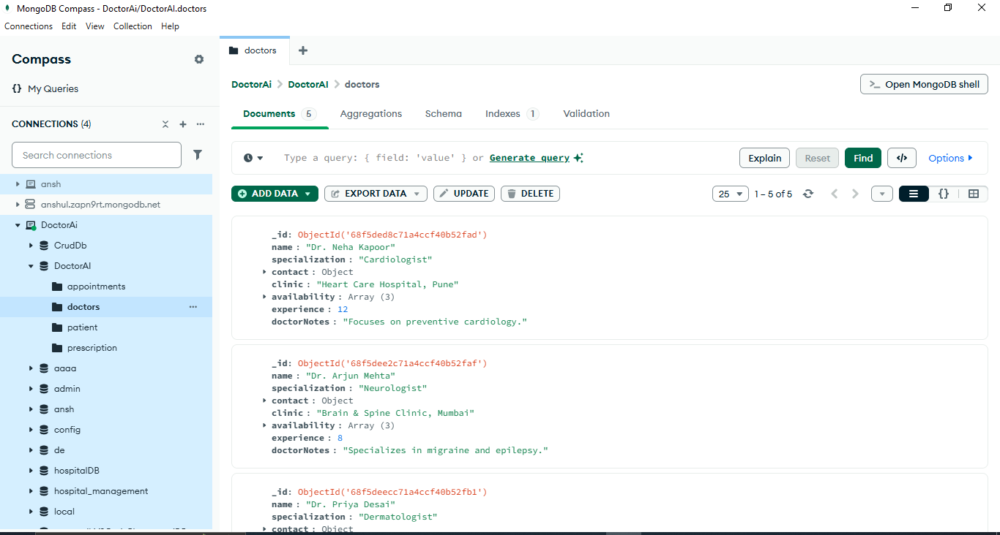 MongoDB Compass - DoctorAi/DoctorAI.doctors
Connections Edit View Collection Help
Compass
{} My Queries
CONNECTIONS (4)
Search connections
ansh
anshul.zapn9rt.mongodb.net
DoctorAi
CrudDb
DoctorAI
appointments
doctors
patient
prescription
aaaa
admin
ansh
config
de
hospitalDB
hospital_management
local
doctors
DoctorAi > DoctorAI > doctors
>_ Open MongoDB shell
Documents 5 Aggregations Schema Indexes 1 Validation
Type a query: { field: 'value' } or Generate query
Explain Reset Find </> Options
ADD DATA EXPORT DATA UPDATE DELETE
25 1 – 5 of 5 {}
_id: ObjectId('68f5ded8c71a4ccf40b52fad')
name : "Dr. Neha Kapoor"
specialization : "Cardiologist"
contact : Object
clinic : "Heart Care Hospital, Pune"
availability : Array (3)
experience : 12
doctorNotes : "Focuses on preventive cardiology."
_id: ObjectId('68f5dee2c71a4ccf40b52faf')
name : "Dr. Arjun Mehta"
specialization : "Neurologist"
contact : Object
clinic : "Brain & Spine Clinic, Mumbai"
availability : Array (3)
experience : 8
doctorNotes : "Specializes in migraine and epilepsy."
_id: ObjectId('68f5deecc71a4ccf40b52fb1')
name : "Dr. Priya Desai"
specialization : "Dermatologist"
contact : Object